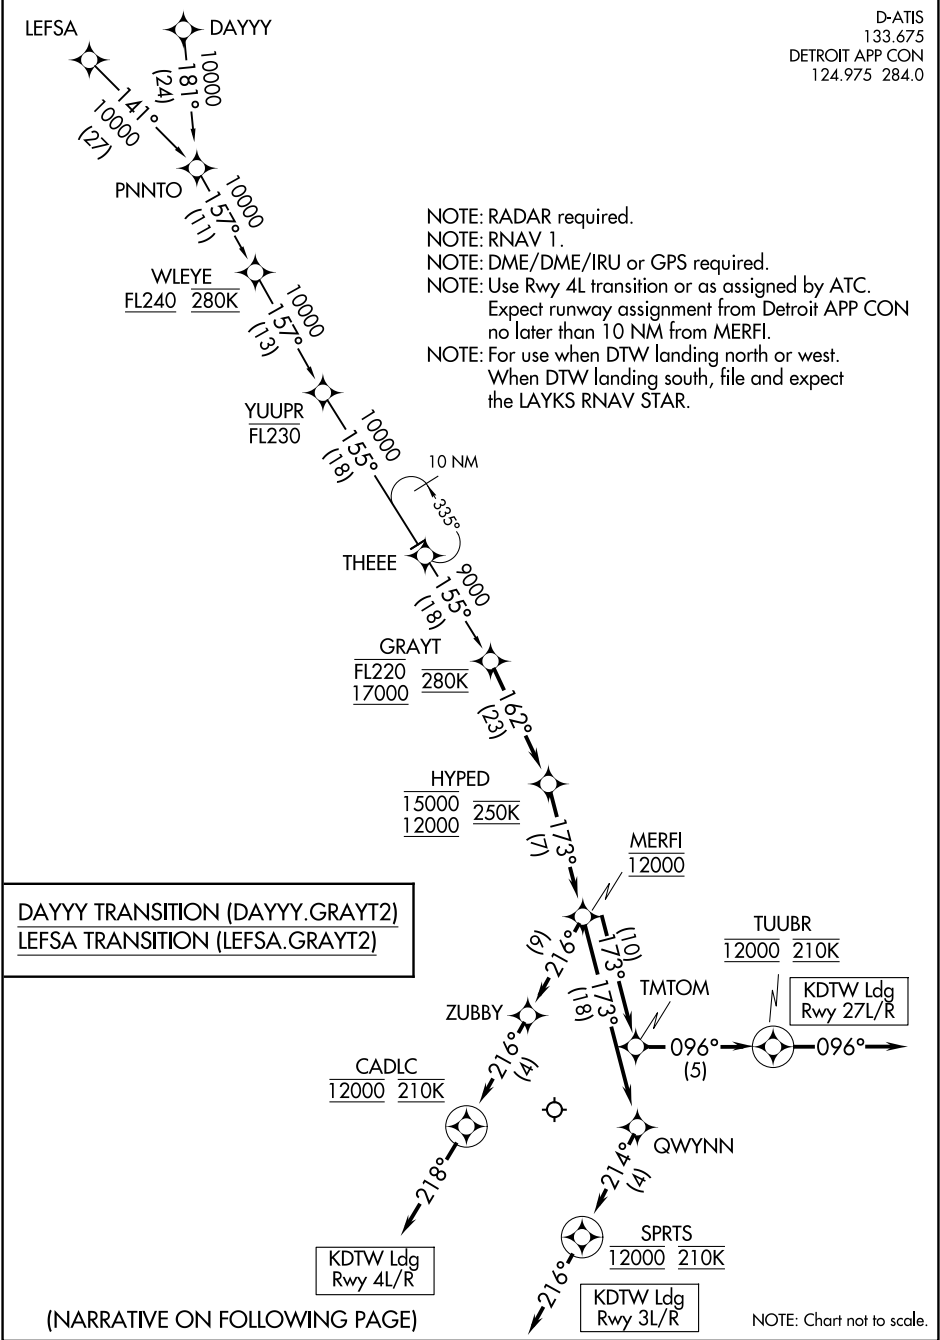 D-ATIS
133.675
DETROIT APP CON
124.975 284.0
LEFSA
DAYYY
10000
181°
(24)
141°
10000
(27)
PNNTO
10000
157°
(11)
WLEYE
FL240 280K
10000
157°
(13)
YUUPR
FL230
10000
155°
(18)
NOTE: RADAR required.
NOTE: RNAV 1.
NOTE: DME/DME/IRU or GPS required.
NOTE: Use Rwy 4L transition or as assigned by ATC.
Expect runway assignment from Detroit APP CON
no later than 10 NM from MERFI.
NOTE: For use when DTW landing north or west.
When DTW landing south, file and expect
the LAYKS RNAV STAR.
10 NM
335°
THEEE
9000
155°
(18)
GRAYT
FL220
17000
280K
162°
(23)
HYPED
15000
12000
250K
173°
(7)
MERFI
12000
DAYYY TRANSITION (DAYYY.GRAYT2)
LEFSA TRANSITION (LEFSA.GRAYT2)
(9)
216°
(10)
173°
173°
(18)
ZUBBY
216°
(4)
TMTOM
096°
(5)
TUUBR
12000 210K
KDTW Ldg
Rwy 27L/R
096°
CADLC
12000 210K
218°
KDTW Ldg
Rwy 4L/R
QWYNN
214°
(4)
SPRTS
12000 210K
216°
KDTW Ldg
Rwy 3L/R
(NARRATIVE ON FOLLOWING PAGE)
NOTE: Chart not to scale.